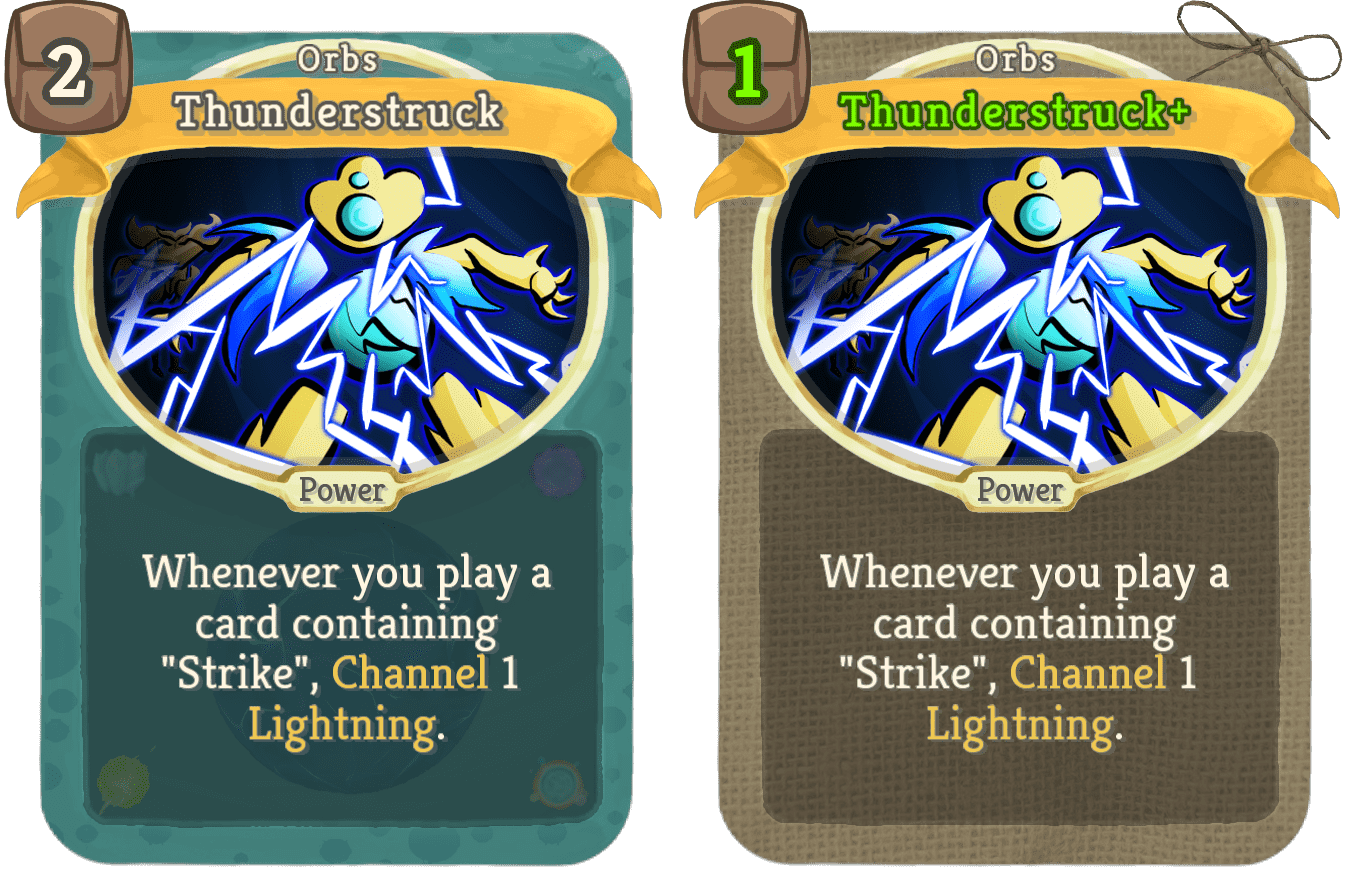 2
Orbs
Thunderstruck
Power
Whenever you play a
card containing
"Strike", Channel 1
Lightning.
1
Orbs
Thunderstruck+
Power
Whenever you play a
card containing
"Strike", Channel 1
Lightning.